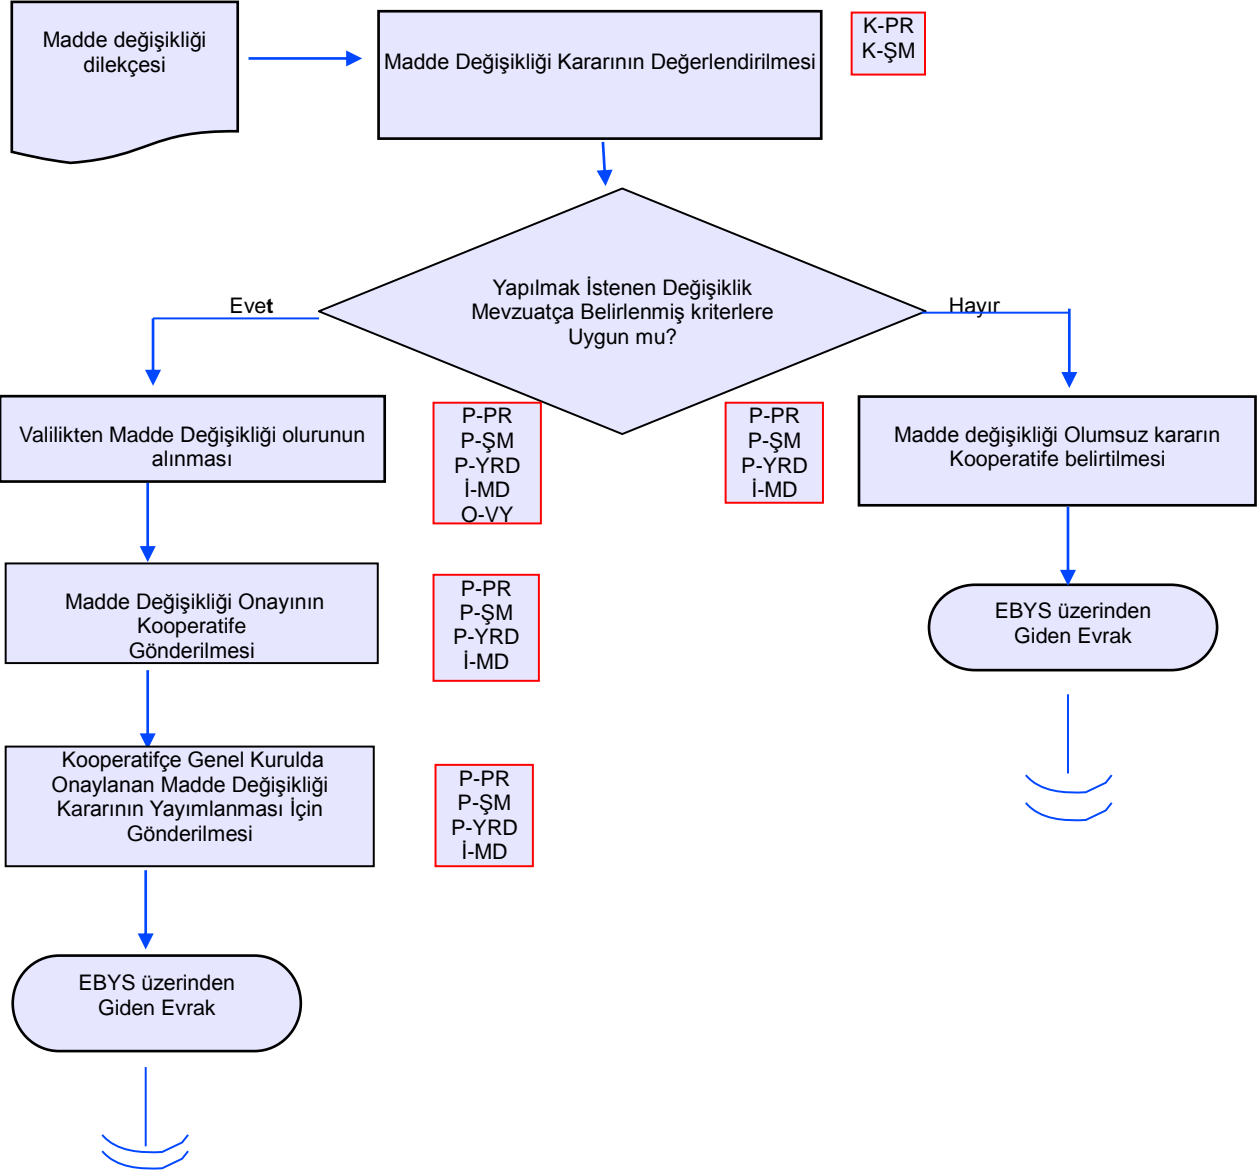 Madde değişikliği
dilekçesi
Madde Değişikliği Kararının Değerlendirilmesi
K-PR
K-ŞM
Yapılmak İstenen Değişiklik
Mevzuatça Belirlenmiş kriterlere
Uygun mu?
Evet
Hayır
Valilikten Madde Değişikliği olurunun
alınması
P-PR
P-ŞM
P-YRD
İ-MD
O-VY
P-PR
P-ŞM
P-YRD
İ-MD
Madde değişikliği Olumsuz kararın
Kooperatife belirtilmesi
Madde Değişikliği Onayının
Kooperatife
Gönderilmesi
P-PR
P-ŞM
P-YRD
İ-MD
EBYS üzerinden
Giden Evrak
Kooperatifçe Genel Kurulda
Onaylanan Madde Değişikliği
Kararının Yayımlanması İçin
Gönderilmesi
P-PR
P-ŞM
P-YRD
İ-MD
EBYS üzerinden
Giden Evrak